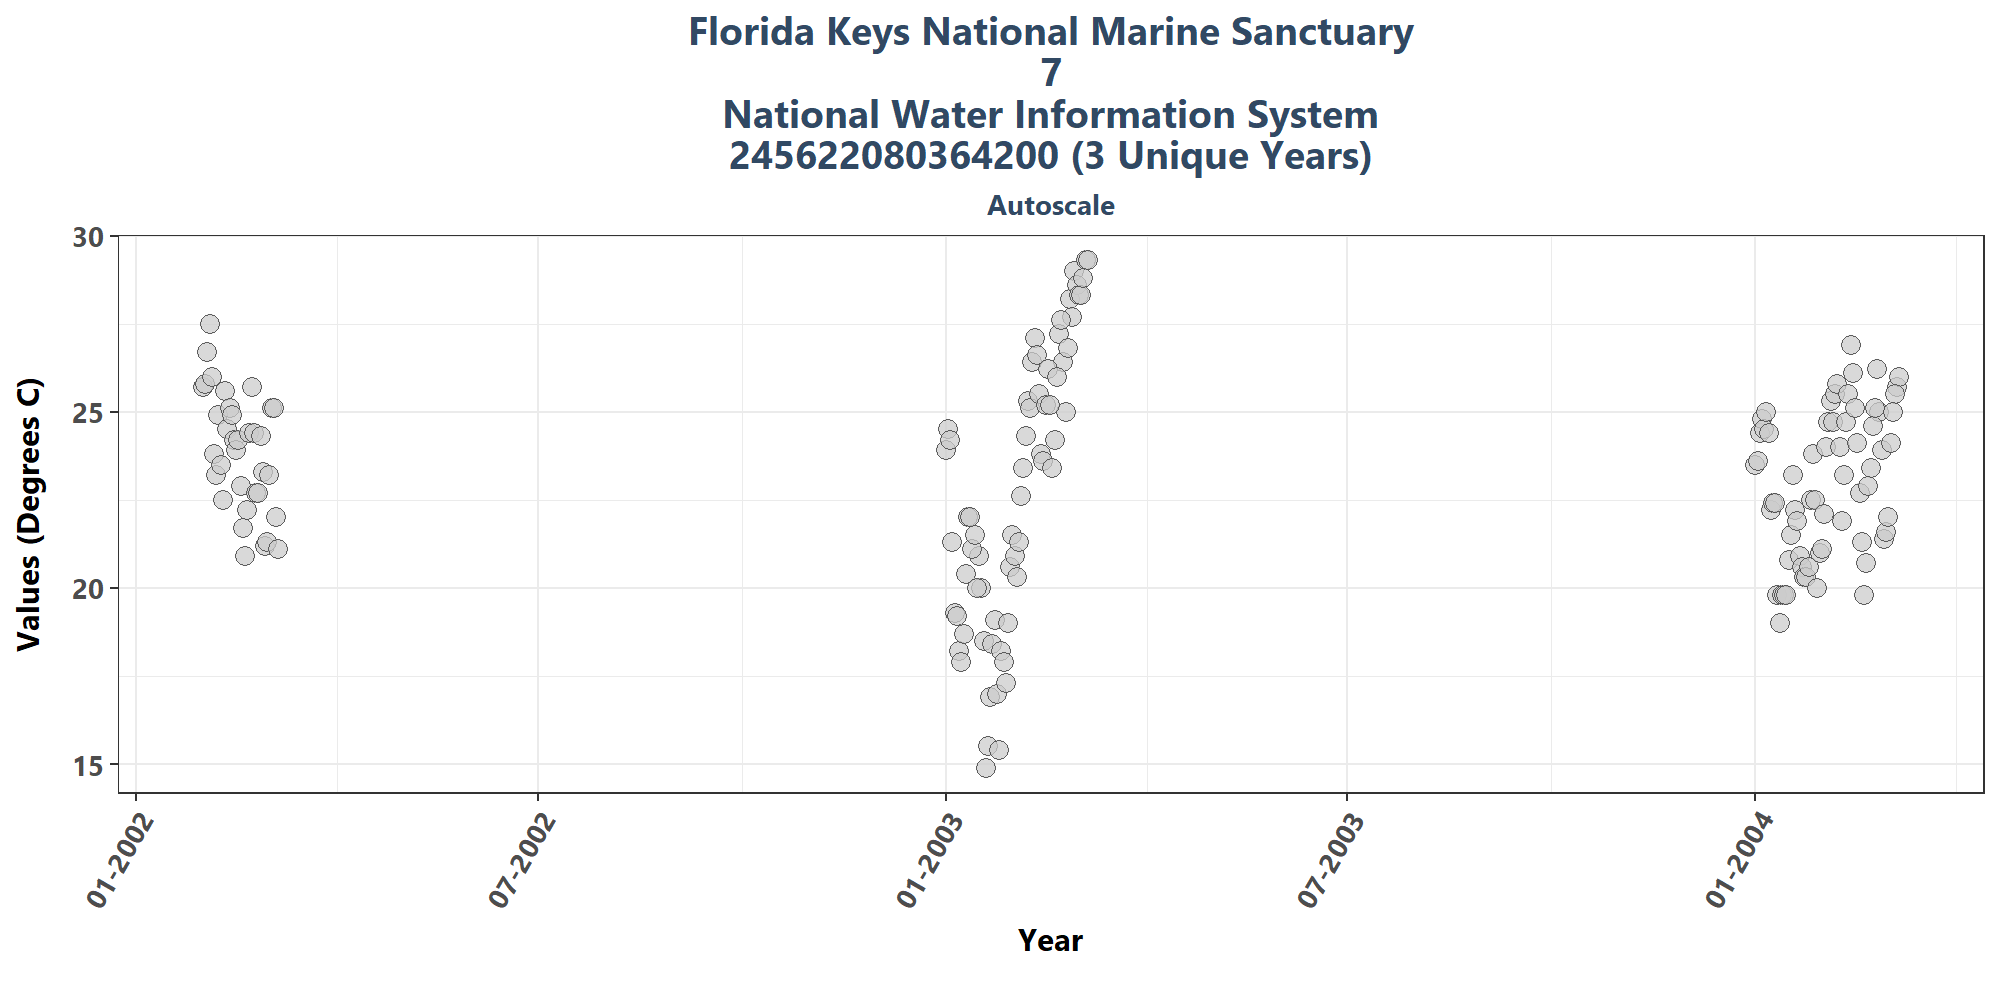 Florida Keys National Marine Sanctuary
7
National Water Information System
245622080364200 (3 Unique Years)
Autoscale
30
25
20
15
Values (Degrees C)
01-2002
07-2002
01-2003
07-2003
01-2004
Year